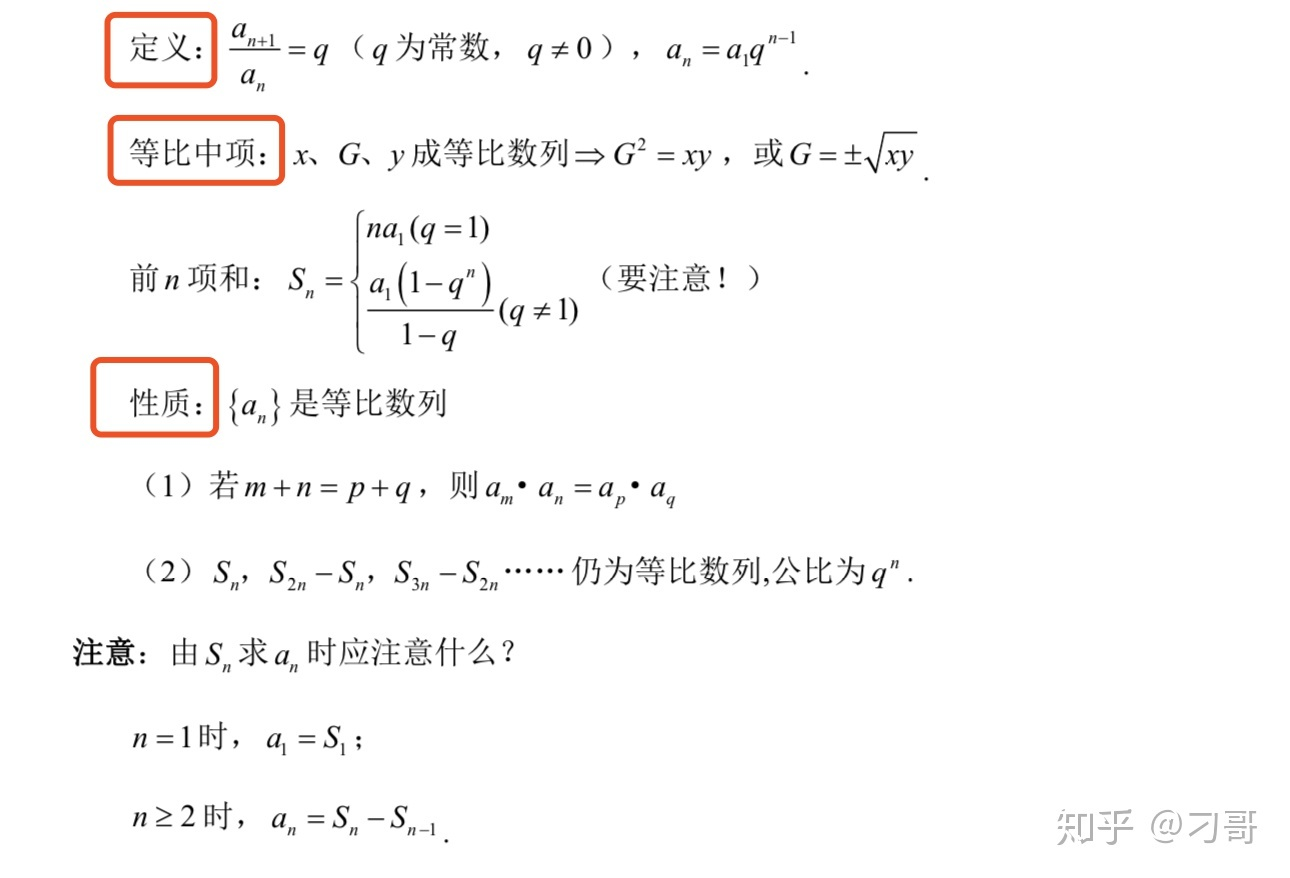 定义：$\frac{a_{n+1}}{a_n}=q$（$q$为常数，$q\neq 0$），$a_n=a_1q^{n-1}$.
等比中项：$x$、$G$、$y$成等比数列$\Rightarrow G^2=xy$，或$G=\pm\sqrt{xy}$.
前$n$项和：$S_n=\begin{cases}na_1(q=1)\\\frac{a_1\left(1-q^n\right)}{1-q}(q\neq 1)\end{cases}$（要注意！）
性质：$\{a_n\}$是等比数列
（1）若$m+n=p+q$，则$a_m•a_n=a_p•a_q$
（2）$S_n$，$S_{2n}-S_n$，$S_{3n}-S_{2n}$……仍为等比数列,公比为$q^n$.
注意：由$S_n$求$a_n$时应注意什么？
$n=1$时，$a_1=S_1$；
$n\geq 2$时，$a_n=S_n-S_{n-1}$.
知乎 @刁哥